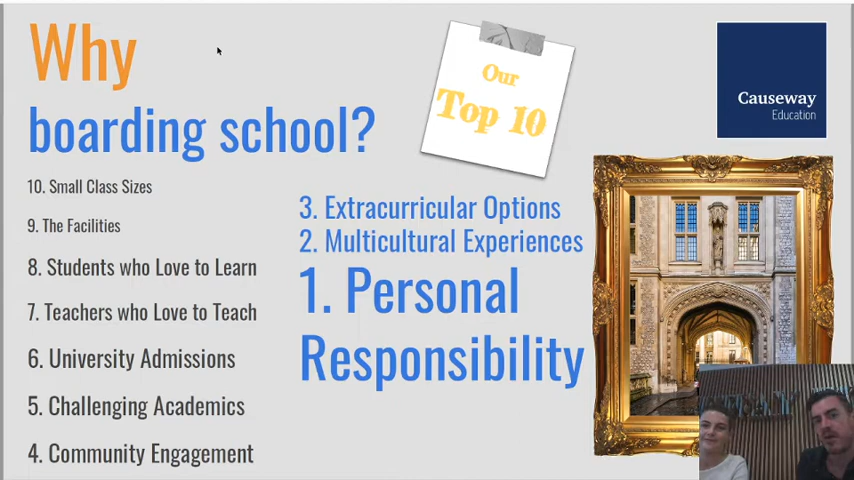 Why
boarding school?
10. Small Class Sizes
9. The Facilities
8. Students who Love to Learn
7. Teachers who Love to Teach
6. University Admissions
5. Challenging Academics
4. Community Engagement
Our
Top 10
3. Extracurricular Options
2. Multicultural Experiences
1. Personal
Responsibility
Causeway
Education